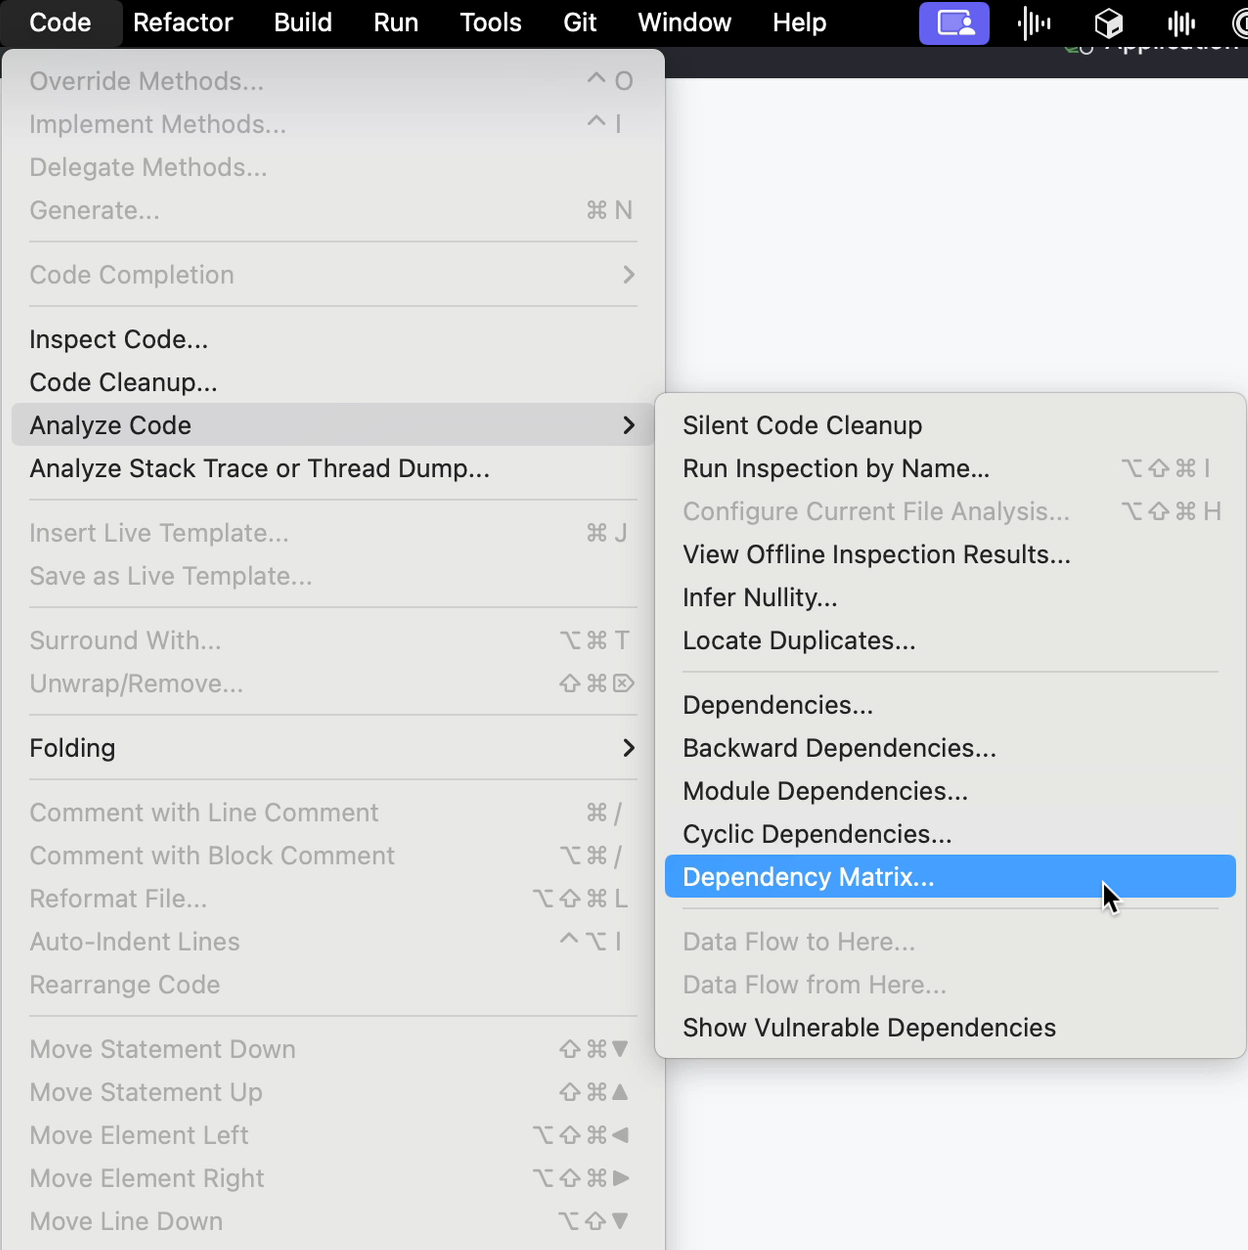 Code Refactor Build Run Tools Git Window Help
Application
Override Methods... ^ O
Implement Methods... ^ I
Delegate Methods...
Generate... ⌘ N
Code Completion >
Inspect Code...
Code Cleanup...
Analyze Code >
Analyze Stack Trace or Thread Dump...
Insert Live Template... ⌘ J
Save as Live Template...
Surround With... ⌥ ⌘ T
Unwrap/Remove... ⇧ ⌘ ⌦
Folding >
Comment with Line Comment ⌘ /
Comment with Block Comment ⌥ ⌘ /
Reformat File... ⌥ ⇧ ⌘ L
Auto-Indent Lines ^ ⌥ I
Rearrange Code
Move Statement Down ⇧ ⌘ ▼
Move Statement Up ⇧ ⌘ ▲
Move Element Left ⌥ ⇧ ⌘ ◀
Move Element Right ⌥ ⇧ ⌘ ▶
Move Line Down ⌥ ⇧ ▼
Silent Code Cleanup
Run Inspection by Name... ⌥ ⇧ ⌘ I
Configure Current File Analysis... ⌥ ⇧ ⌘ H
View Offline Inspection Results...
Infer Nullity...
Locate Duplicates...
Dependencies...
Backward Dependencies...
Module Dependencies...
Cyclic Dependencies...
Dependency Matrix...
Data Flow to Here...
Data Flow from Here...
Show Vulnerable Dependencies